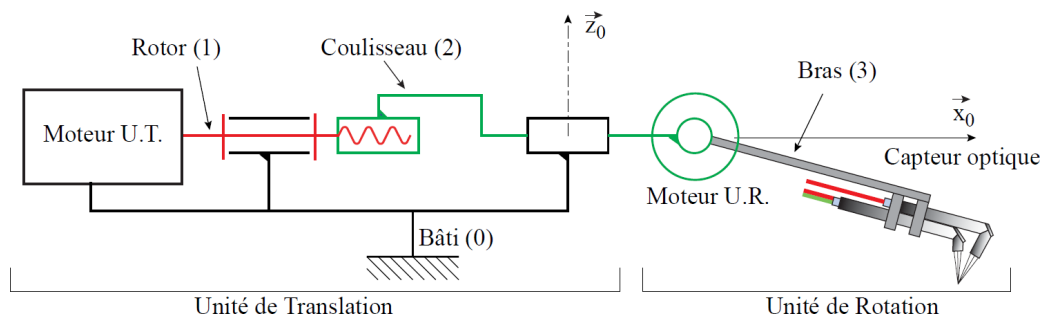 Rotor (1)
Coulisseau (2)
z₀
Bras (3)
Moteur U.T.
x₀
Capteur optique
Moteur U.R.
Bâti (0)
Unité de Translation
Unité de Rotation